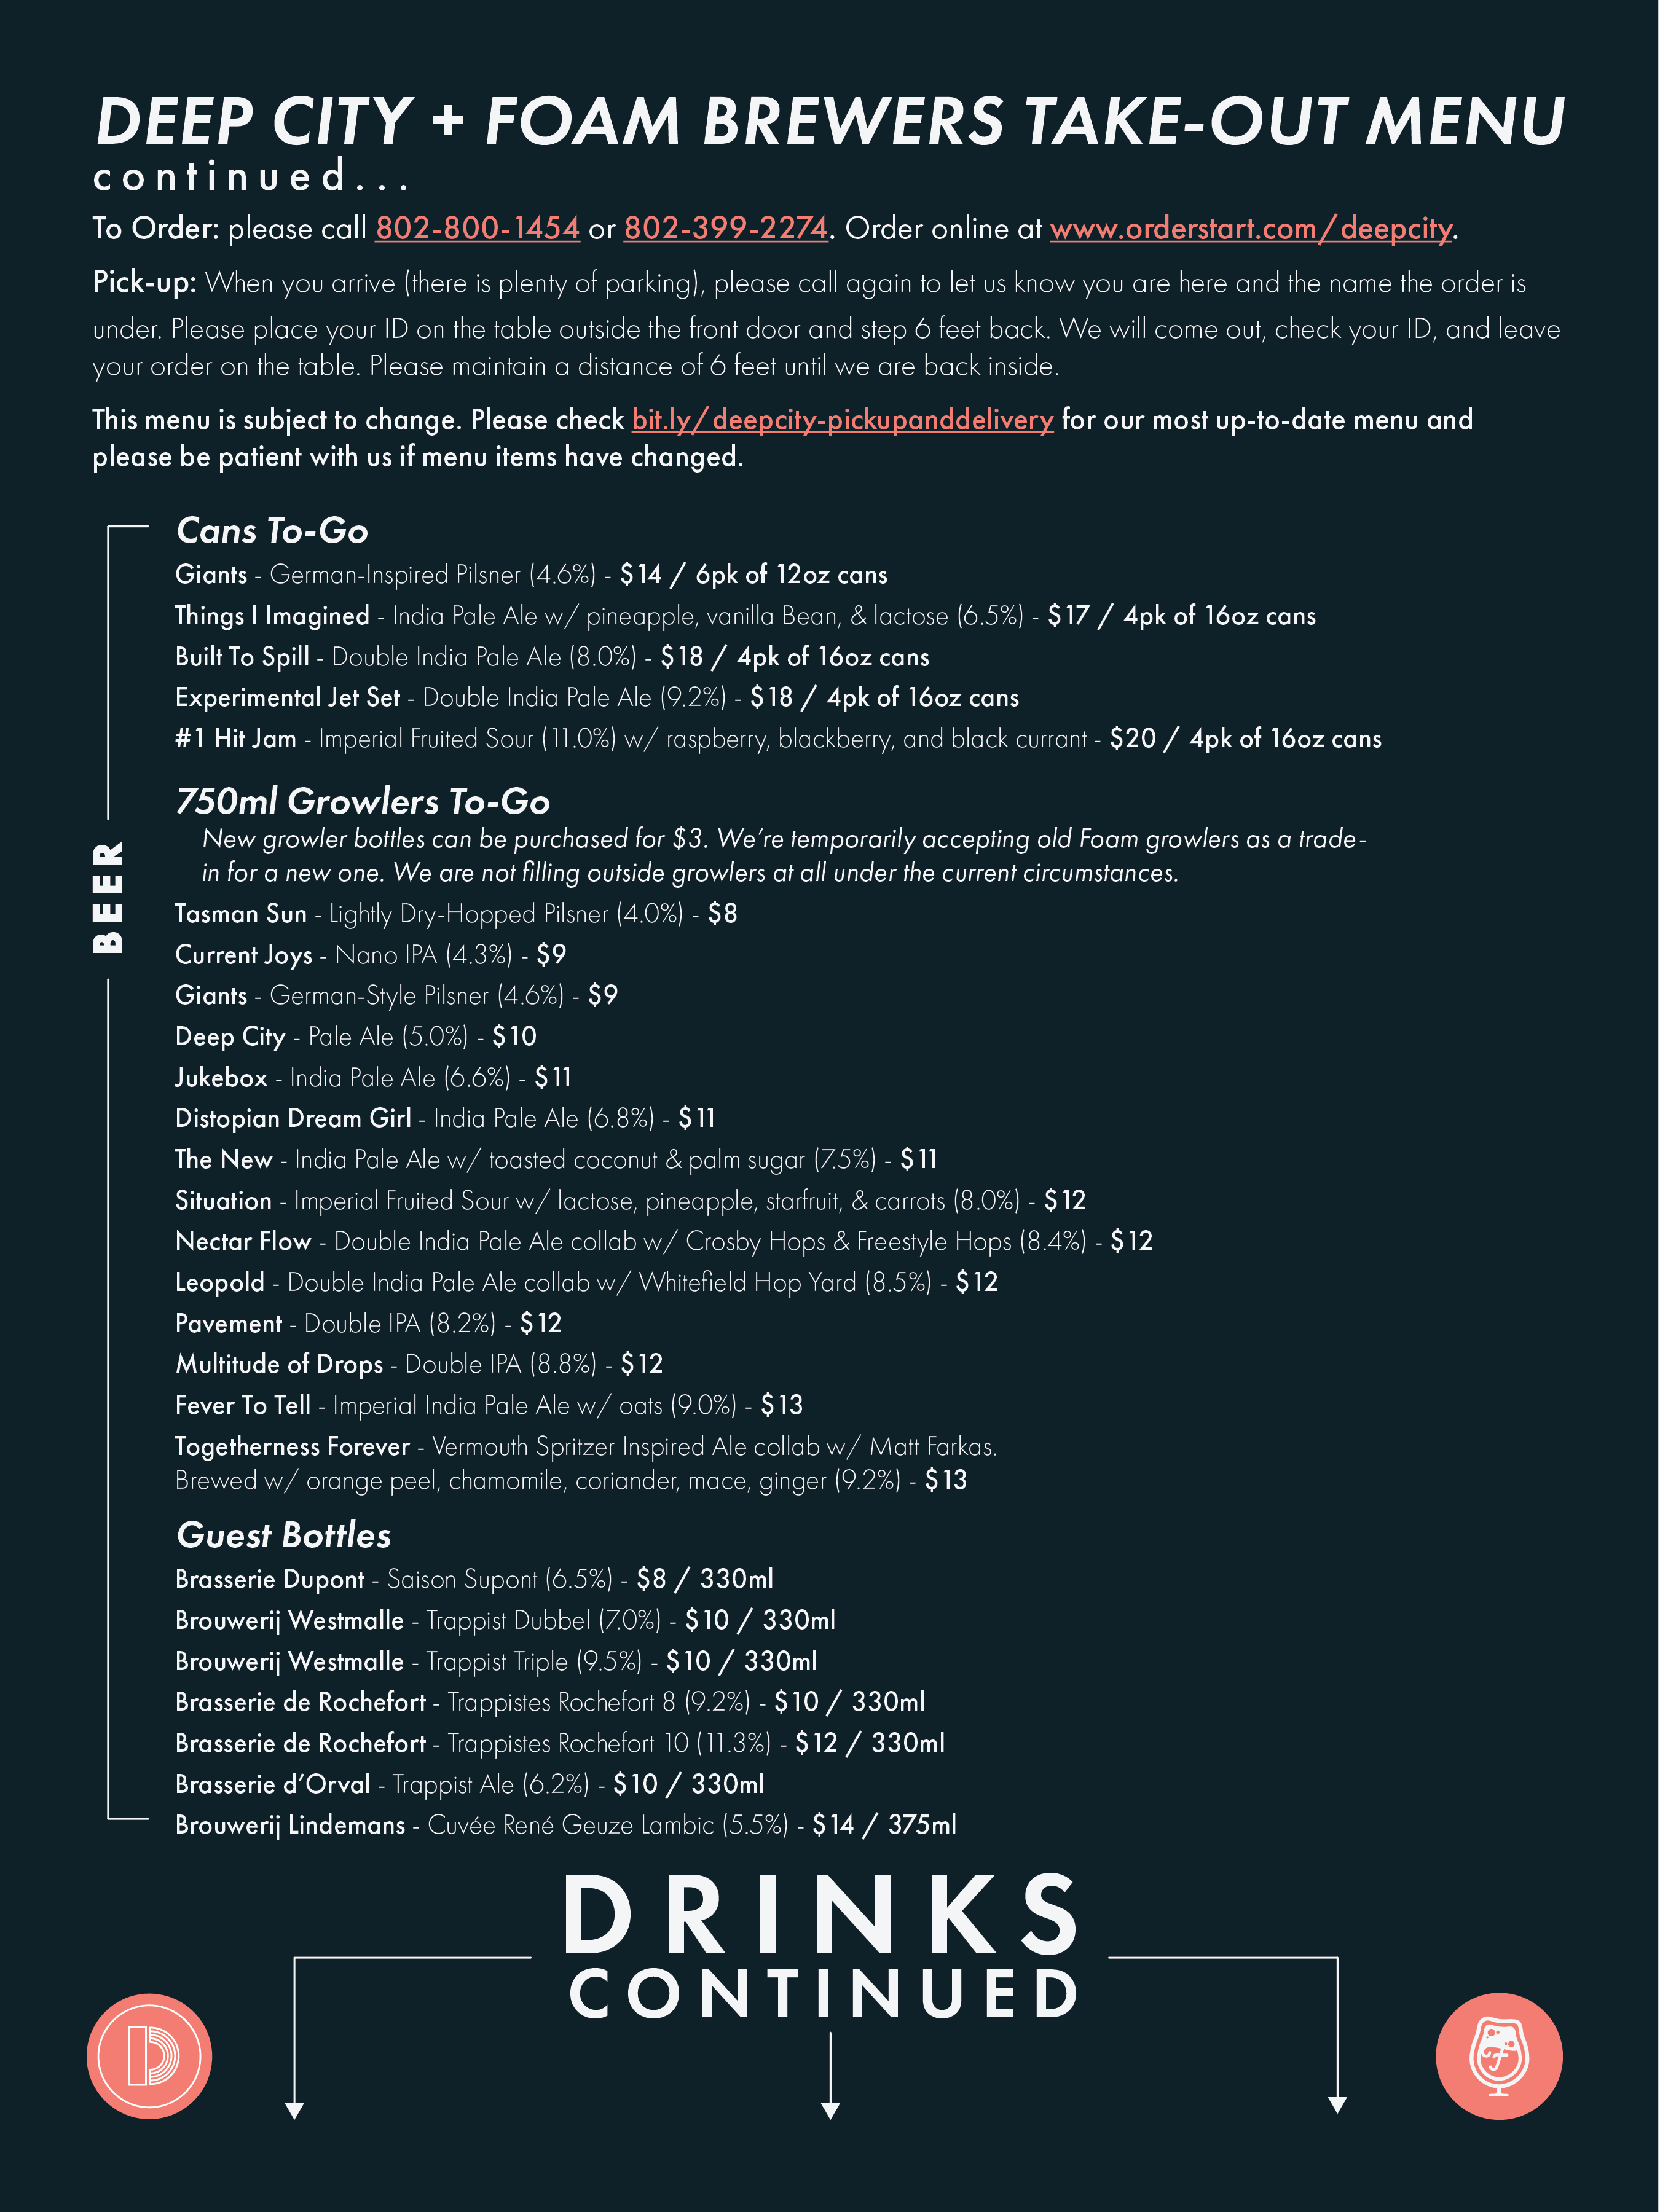 DEEP CITY + FOAM BREWERS TAKE-OUT MENU
continued...
To Order: please call 802-800-1454 or 802-399-2274. Order online at www.orderstart.com/deepcity.
Pick-up: When you arrive (there is plenty of parking), please call again to let us know you are here and the name the order is
under. Please place your ID on the table outside the front door and step 6 feet back. We will come out, check your ID, and leave
your order on the table. Please maintain a distance of 6 feet until we are back inside.
This menu is subject to change. Please check bit.ly/deepcity-pickupanddelivery for our most up-to-date menu and
please be patient with us if menu items have changed.
BEER
Cans To-Go
Giants - German-Inspired Pilsner (4.6%) - $14 / 6pk of 12oz cans
Things I Imagined - India Pale Ale w/ pineapple, vanilla Bean, & lactose (6.5%) - $17 / 4pk of 16oz cans
Built To Spill - Double India Pale Ale (8.0%) - $18 / 4pk of 16oz cans
Experimental Jet Set - Double India Pale Ale (9.2%) - $18 / 4pk of 16oz cans
#1 Hit Jam - Imperial Fruited Sour (11.0%) w/ raspberry, blackberry, and black currant - $20 / 4pk of 16oz cans
750ml Growlers To-Go
New growler bottles can be purchased for $3. We're temporarily accepting old Foam growlers as a trade-
in for a new one. We are not filling outside growlers at all under the current circumstances.
Tasman Sun - Lightly Dry-Hopped Pilsner (4.0%) - $8
Current Joys - Nano IPA (4.3%) - $9
Giants - German-Style Pilsner (4.6%) - $9
Deep City - Pale Ale (5.0%) - $10
Jukebox - India Pale Ale (6.6%) - $11
Distopian Dream Girl - India Pale Ale (6.8%) - $11
The New - India Pale Ale w/ toasted coconut & palm sugar (7.5%) - $11
Situation - Imperial Fruited Sour w/ lactose, pineapple, starfruit, & carrots (8.0%) - $12
Nectar Flow - Double India Pale Ale collab w/ Crosby Hops & Freestyle Hops (8.4%) - $12
Leopold - Double India Pale Ale collab w/ Whitefield Hop Yard (8.5%) - $12
Pavement - Double IPA (8.2%) - $12
Multitude of Drops - Double IPA (8.8%) - $12
Fever To Tell - Imperial India Pale Ale w/ oats (9.0%) - $13
Togetherness Forever - Vermouth Spritzer Inspired Ale collab w/ Matt Farkas.
Brewed w/ orange peel, chamomile, coriander, mace, ginger (9.2%) - $13
Guest Bottles
Brasserie Dupont - Saison Supont (6.5%) - $8 / 330ml
Brouwerij Westmalle - Trappist Dubbel (7.0%) - $10 / 330ml
Brouwerij Westmalle - Trappist Triple (9.5%) - $10 / 330ml
Brasserie de Rochefort - Trappistes Rochefort 8 (9.2%) - $10 / 330ml
Brasserie de Rochefort - Trappistes Rochefort 10 (11.3%) - $12 / 330ml
Brasserie d'Orval - Trappist Ale (6.2%) - $10 / 330ml
Brouwerij Lindemans - Cuvée René Geuze Lambic (5.5%) - $14 / 375ml
DRINKS
CONTINUED
D
F